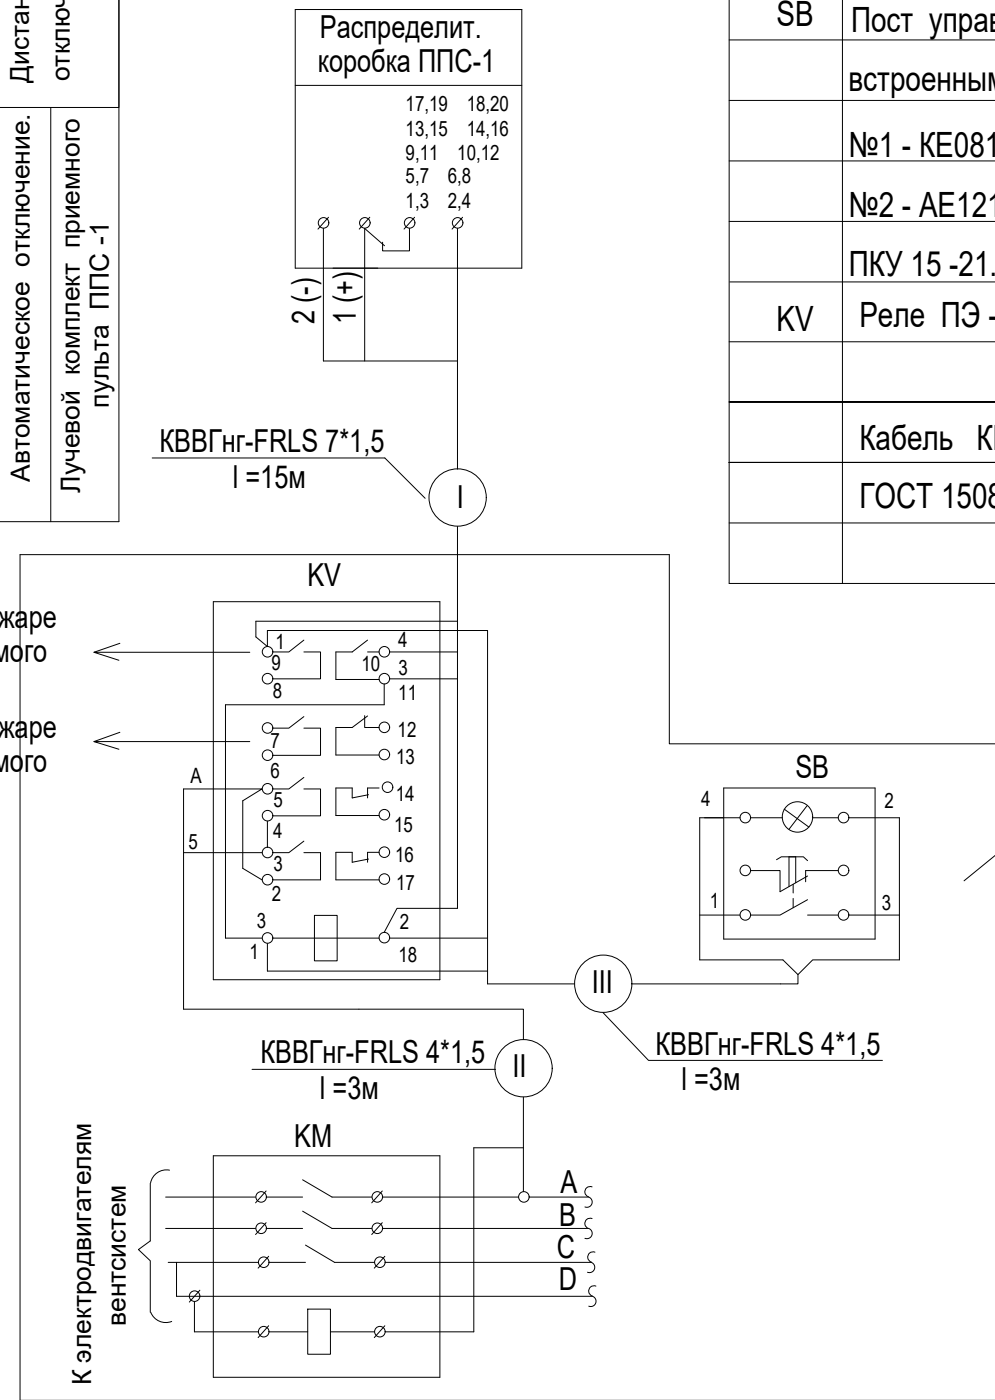 Дистан
отключ
Автоматическое отключение.
Лучевой комплект приемного
пульта ППС -1
Распределит.
коробка ППС-1
17,19 18,20
13,15 14,16
9,11 10,12
5,7 6,8
1,3 2,4
2 (-)
1 (+)
SB Пост управ
встроенным
№1 - КЕ081
№2 - АЕ121
ПКУ 15 -21.
KV Реле ПЭ -
Кабель К
ГОСТ 1508
КВВГнг-FRLS 7*1,5
l =15м
I
KV
жаре
мого
жаре
мого
1 4
9 10 3
8 11
7 12
13
6
A 5 14
4 15
5 3 16
2 17
3 2
1 18
SB
4 2
1 3
III
КВВГнг-FRLS 4*1,5
l =3м
II
КВВГнг-FRLS 4*1,5
l =3м
KM
К электродвигателям
вентсистем
A
B
C
D